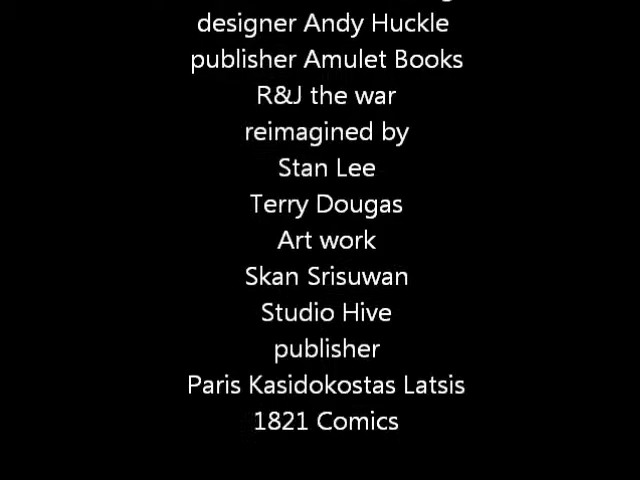 designer Andy Huckle
publisher Amulet Books
R&J the war
reimagined by
Stan Lee
Terry Dougas
Art work
Skan Srisuwan
Studio Hive
publisher
Paris Kasidokostas Latsis
1821 Comics